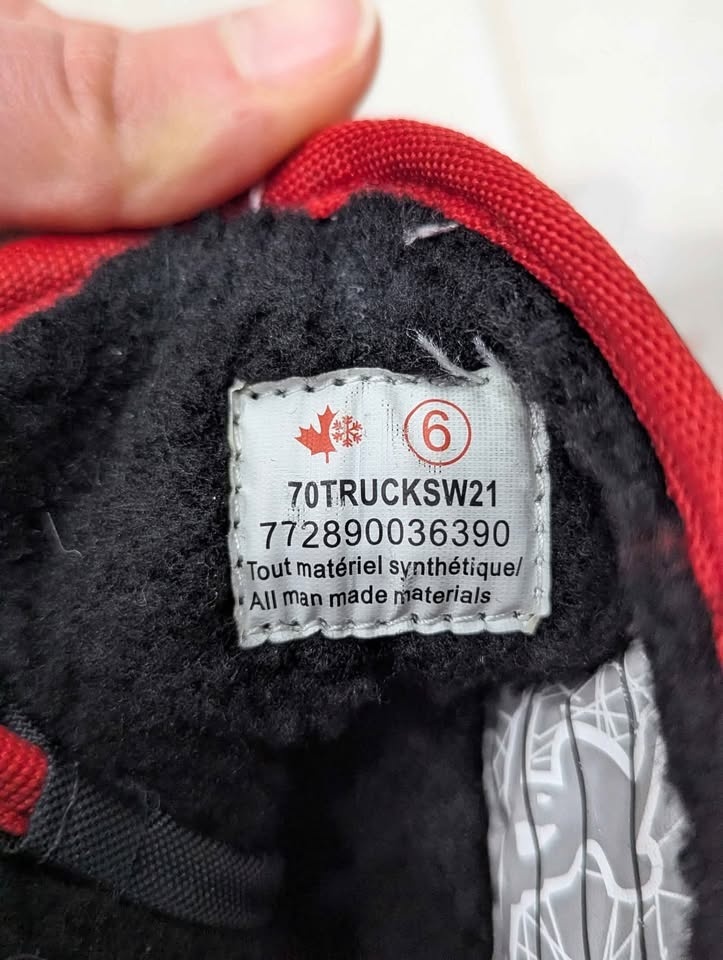 6
70TRUCKSW21
772890036390
Tout matériel synthétique/
All man made materials